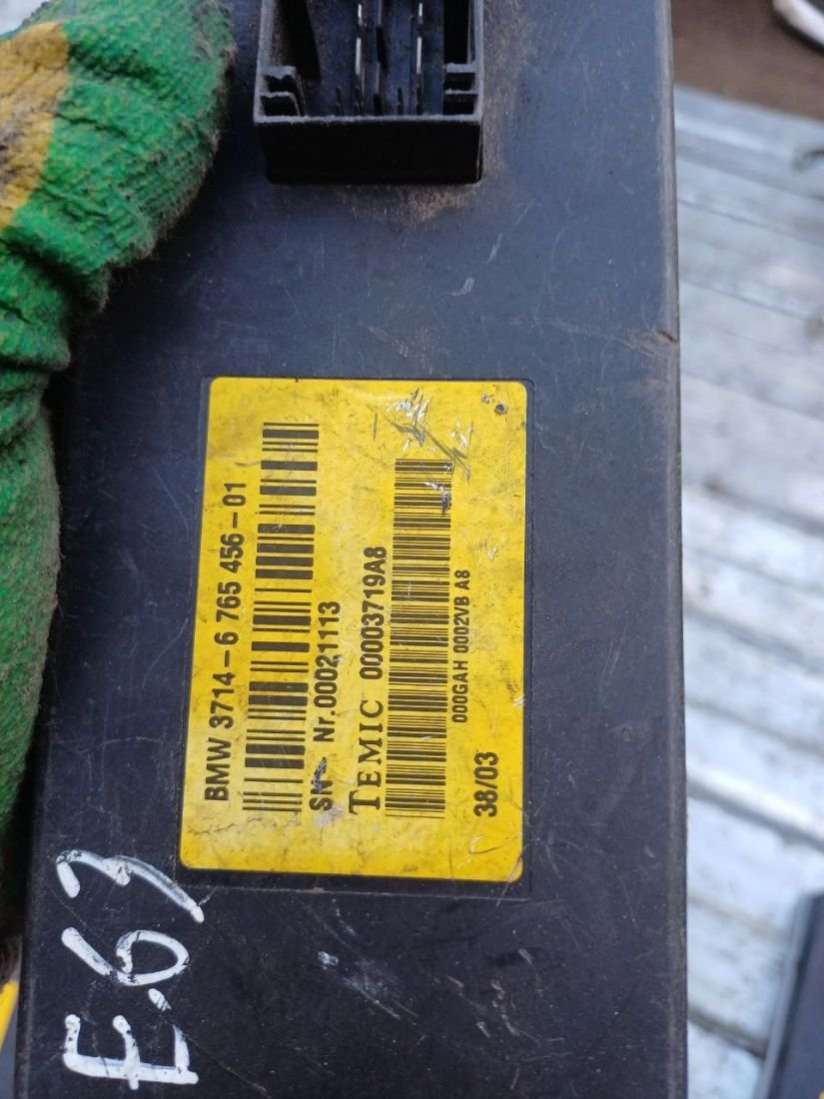 BMW 3714-6 765 456-01
SN- Nr.00021113
TEMIC 00003719A8
000GAH 0002VB A8
38/03
E63